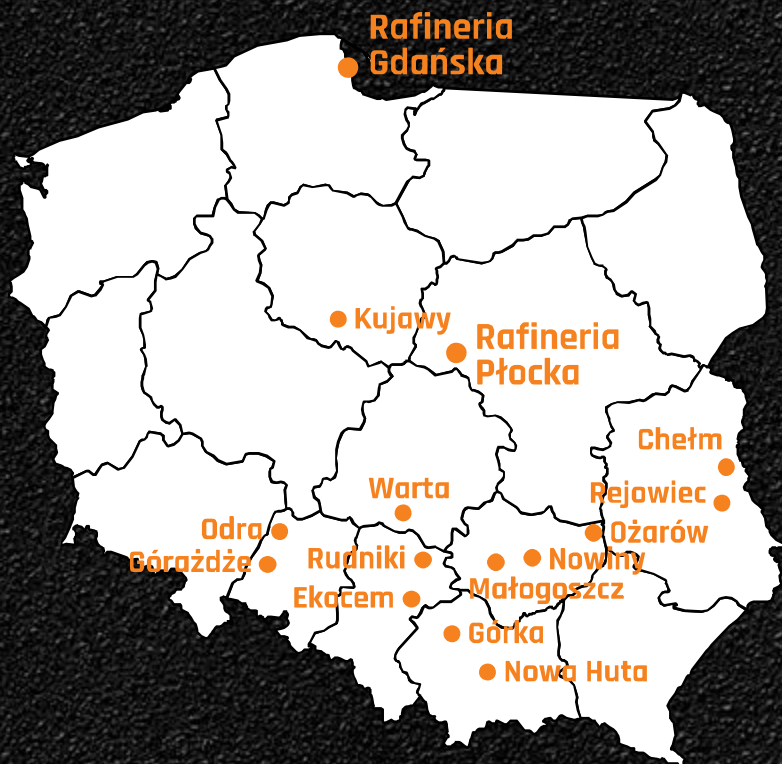 Rafineria
Gdańska
Kujawy
Rafineria
Płocka
Chełm
Warta
Rejowiec
Odra
Ożarów
Górażdże
Rudniki
Nowiny
Małogoszcz
Ekocem
Górka
Nowa Huta